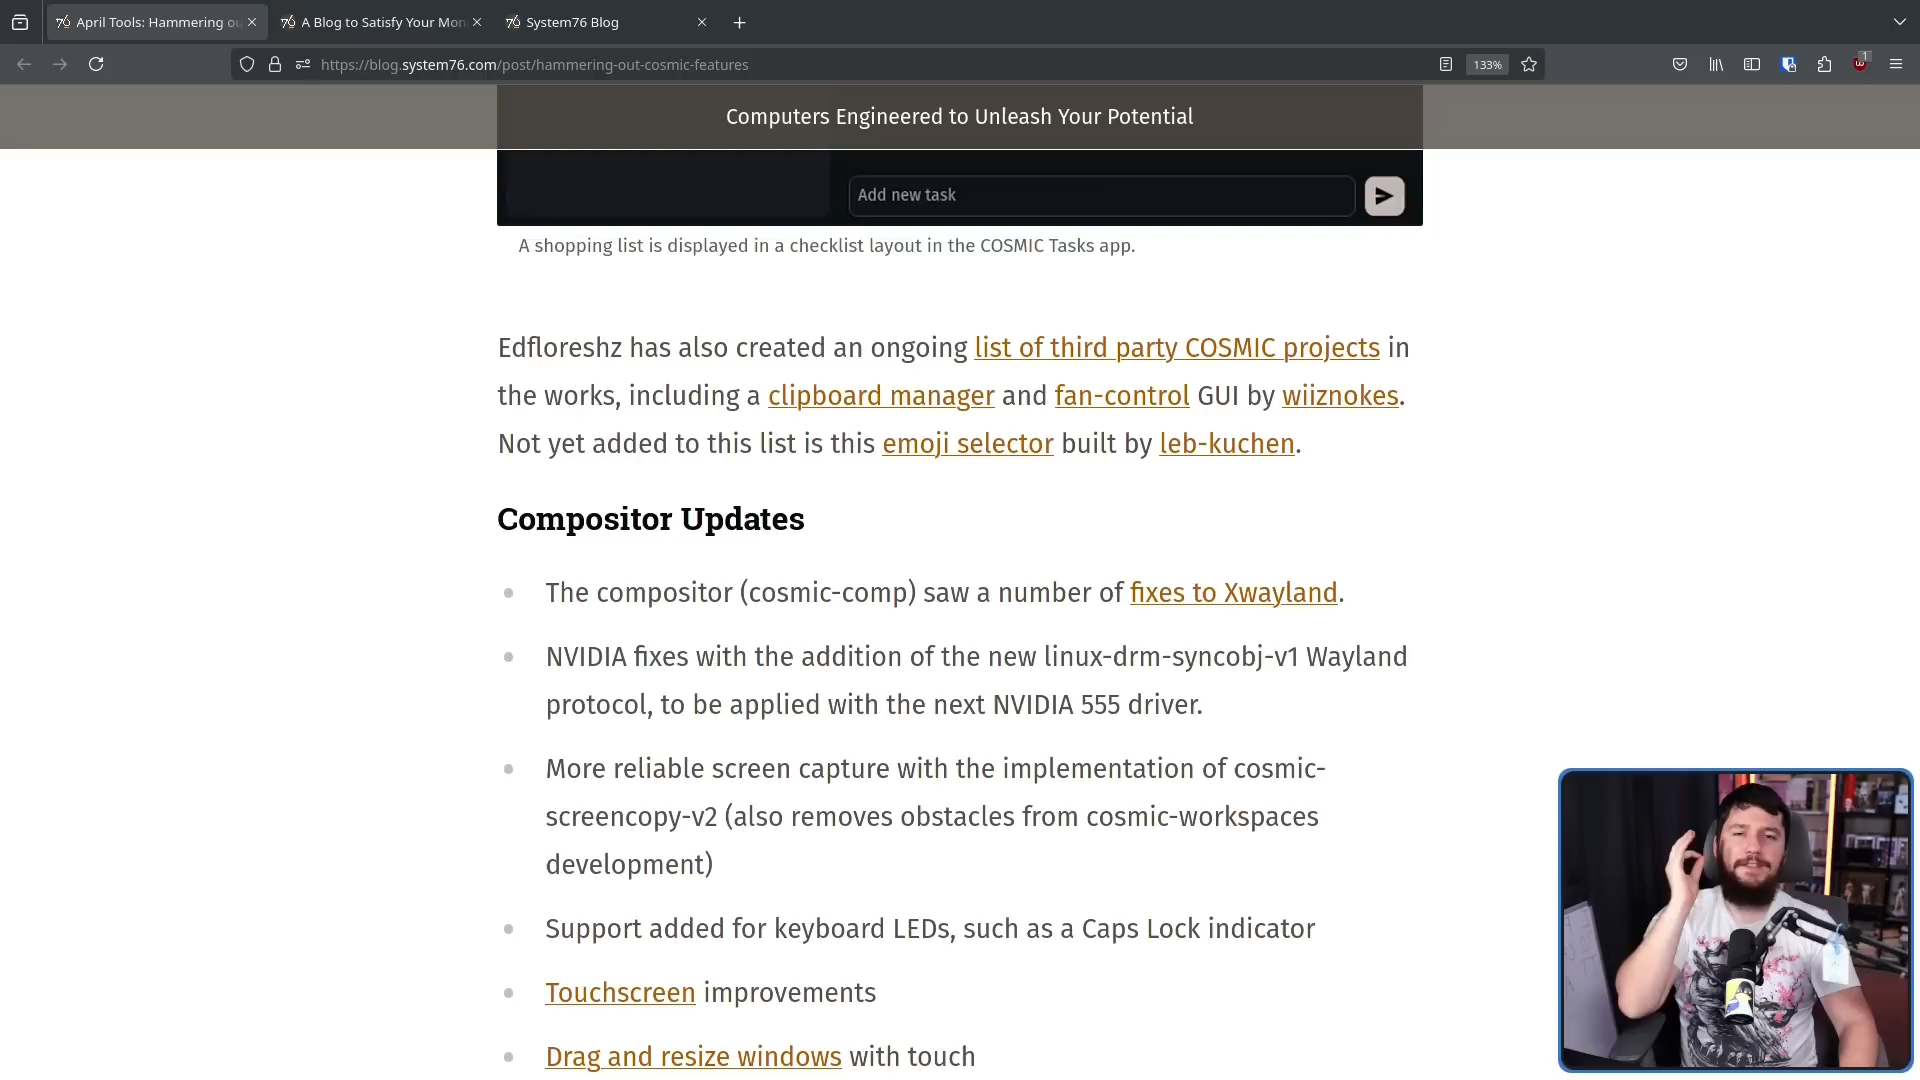 April Tools: Hammering ou
A Blog to Satisfy Your Mon
System76 Blog
https://blog.system76.com/post/hammering-out-cosmic-features
133%
1
Computers Engineered to Unleash Your Potential
Add new task
A shopping list is displayed in a checklist layout in the COSMIC Tasks app.
Edfloreshz has also created an ongoing list of third party COSMIC projects in
the works, including a clipboard manager and fan-control GUI by wiiznokes.
Not yet added to this list is this emoji selector built by leb-kuchen.
Compositor Updates
The compositor (cosmic-comp) saw a number of fixes to Xwayland.
NVIDIA fixes with the addition of the new linux-drm-syncobj-v1 Wayland
protocol, to be applied with the next NVIDIA 555 driver.
More reliable screen capture with the implementation of cosmic-
screencopy-v2 (also removes obstacles from cosmic-workspaces
development)
Support added for keyboard LEDs, such as a Caps Lock indicator
Touchscreen improvements
Drag and resize windows with touch